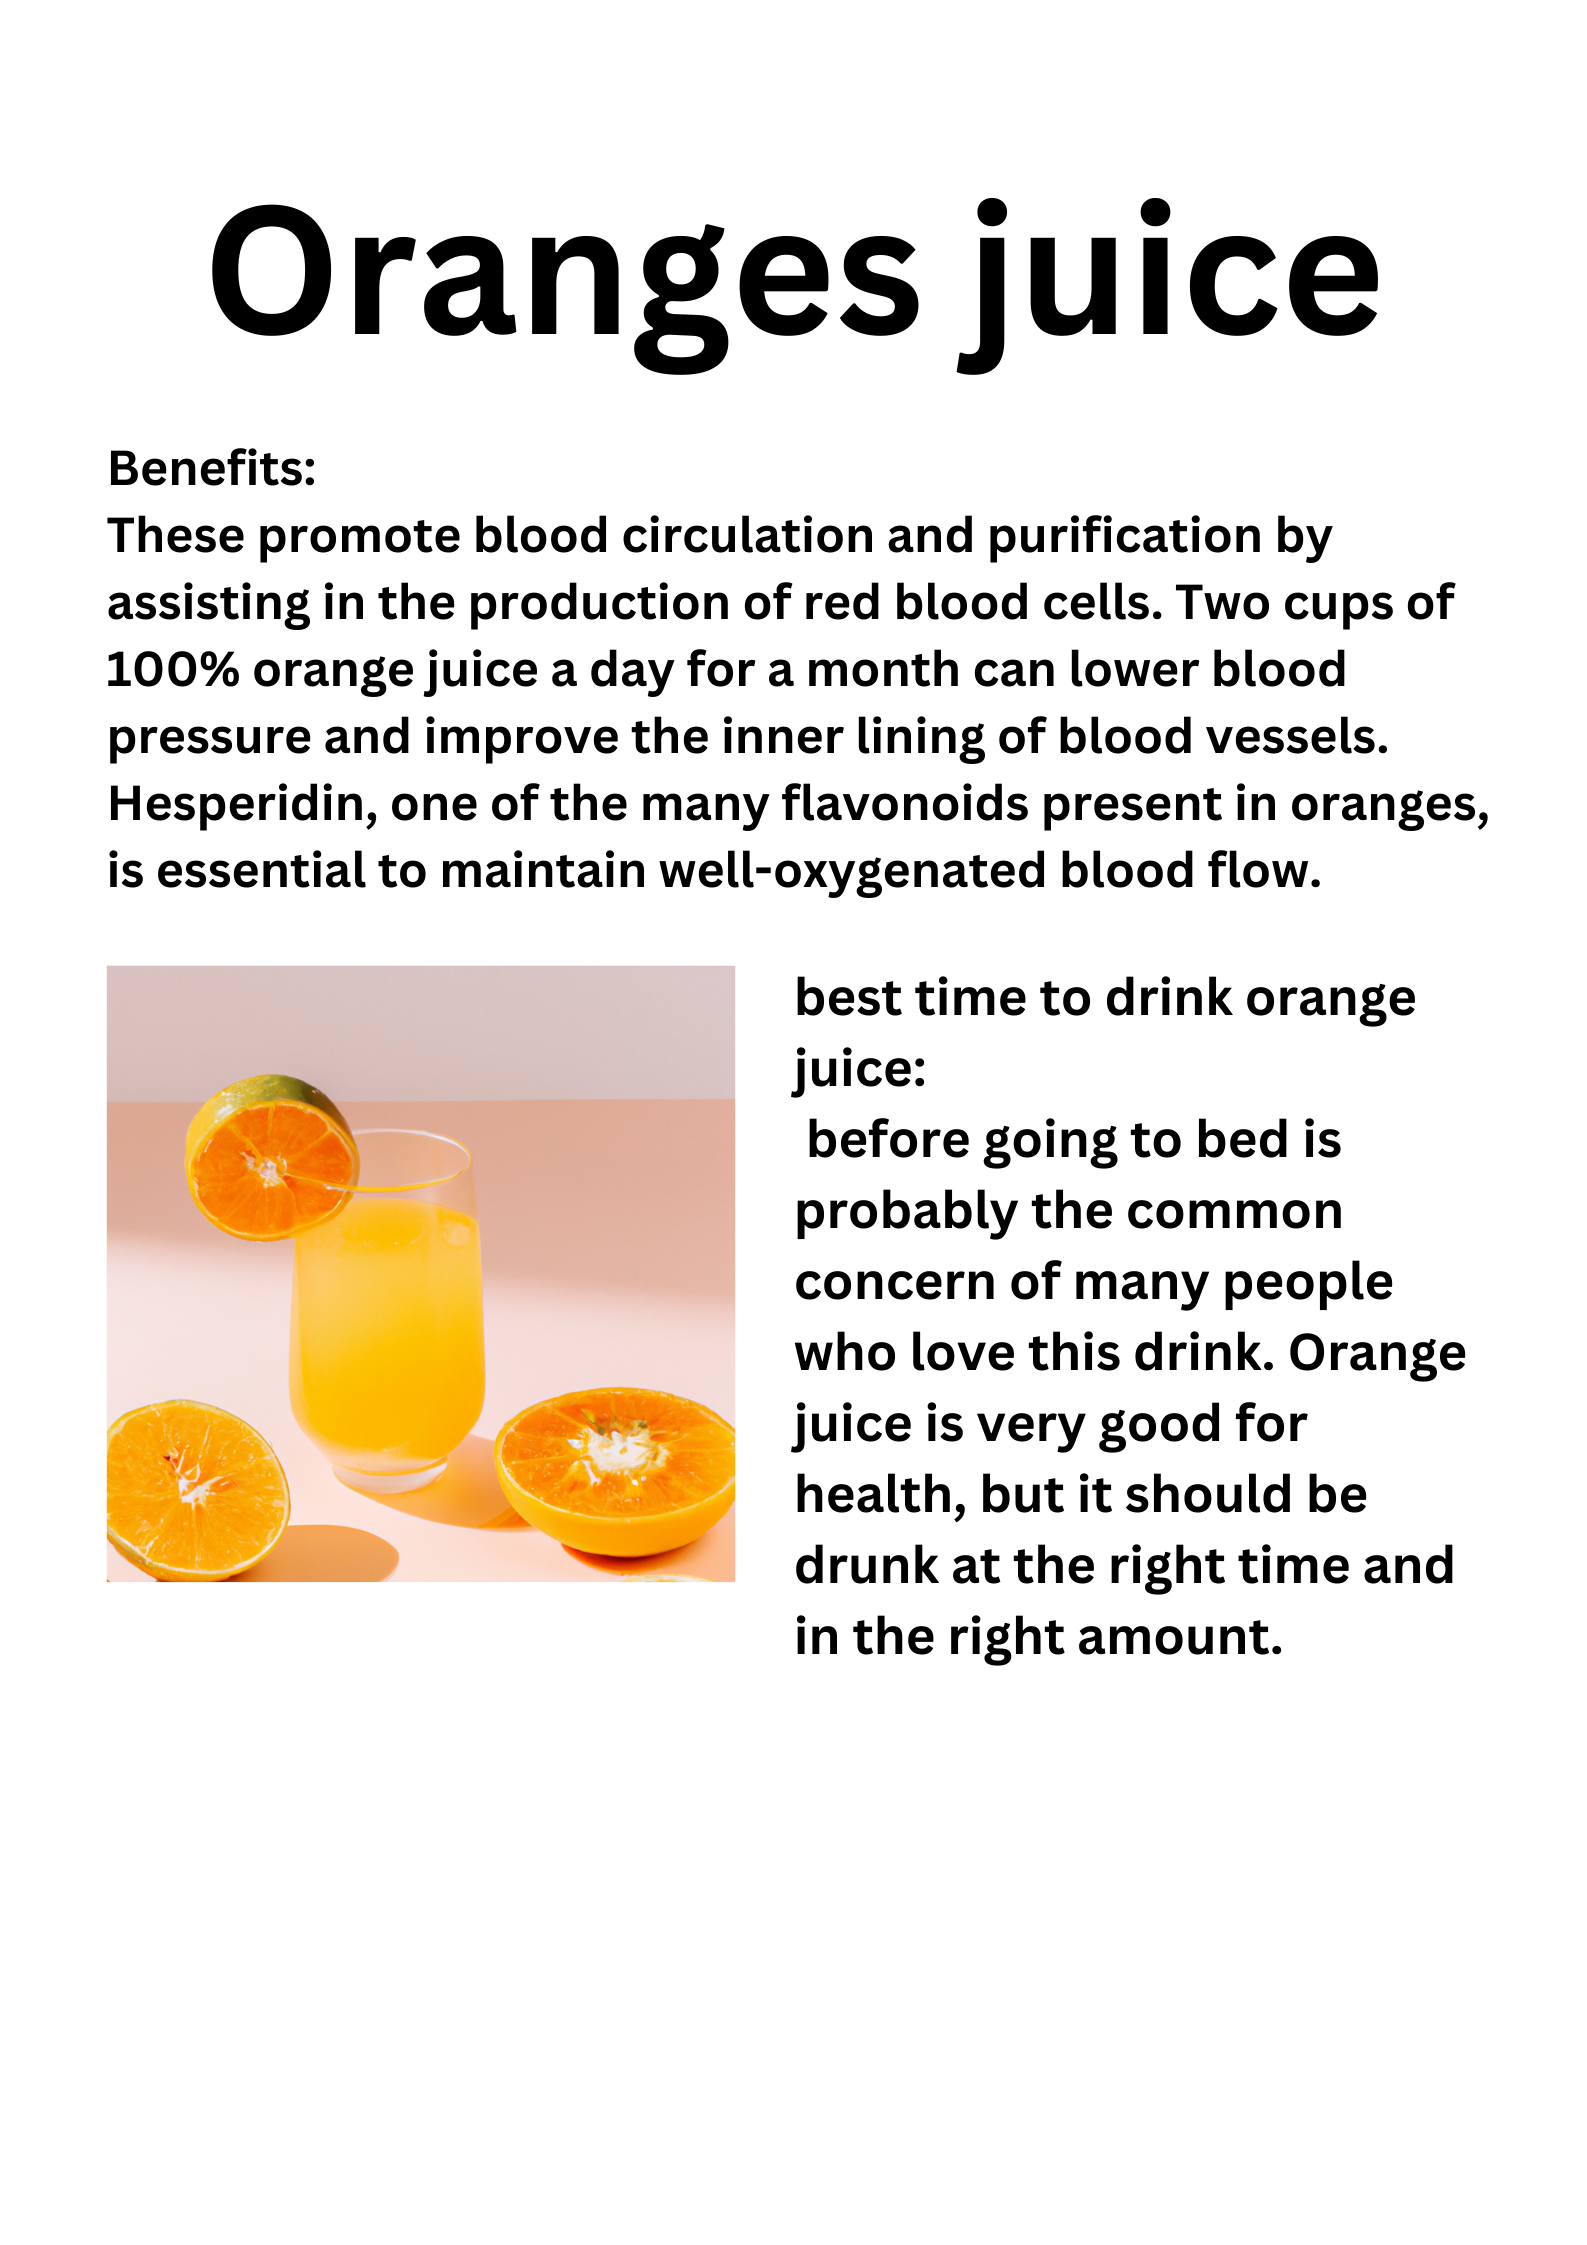 Oranges juice
Benefits:
These promote blood circulation and purification by
assisting in the production of red blood cells. Two cups of
100% orange juice a day for a month can lower blood
pressure and improve the inner lining of blood vessels.
Hesperidin, one of the many flavonoids present in oranges,
is essential to maintain well-oxygenated blood flow.
best time to drink orange
juice:
before going to bed is
probably the common
concern of many people
who love this drink. Orange
juice is very good for
health, but it should be
drunk at the right time and
in the right amount.